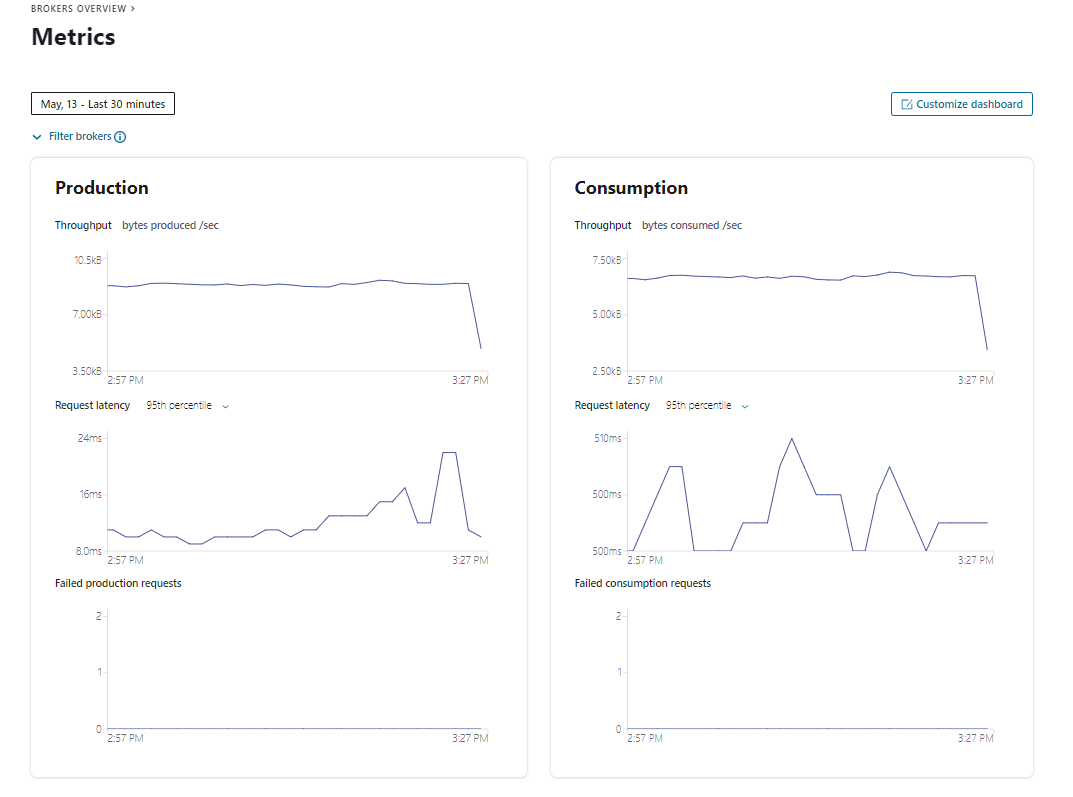 BROKERS OVERVIEW >
Metrics
May, 13 - Last 30 minutes
Customize dashboard
Filter brokers
Production
Throughput bytes produced /sec
10.5kB
7.00kB
3.50kB
2:57 PM 3:27 PM
Request latency 95th percentile
24ms
16ms
8.0ms
2:57 PM 3:27 PM
Failed production requests
2
1
0
2:57 PM 3:27 PM
Consumption
Throughput bytes consumed /sec
7.50kB
5.00kB
2.50kB
2:57 PM 3:27 PM
Request latency 95th percentile
510ms
500ms
500ms
2:57 PM 3:27 PM
Failed consumption requests
2
1
0
2:57 PM 3:27 PM